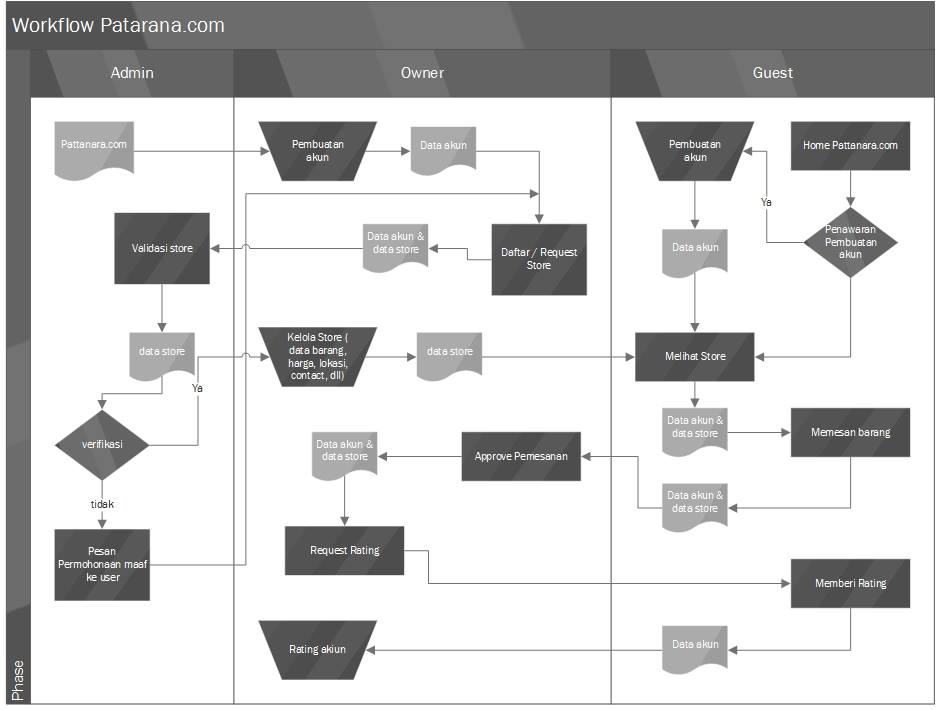 Workflow Patarana.com
Admin
Owner
Guest
Pattanara.com
Pembuatan
akun
Data akun
Pembuatan
akun
Home Pattanara.com
Ya
Validasi store
Data akun &
data store
Daftar / Request
Store
Data akun
Penawaran
Pembuatan
akun
data store
Kelola Store (
data barang,
harga, lokasi,
contact, dll)
data store
Melihat Store
Ya
verifikasi
Data akun &
data store
Approve Pemesanan
Data akun &
data store
Memesan barang
tidak
Data akun &
data store
Pesan
Permohonaan maaf
ke user
Request Rating
Memberi Rating
Rating akiun
Data akun
Phase